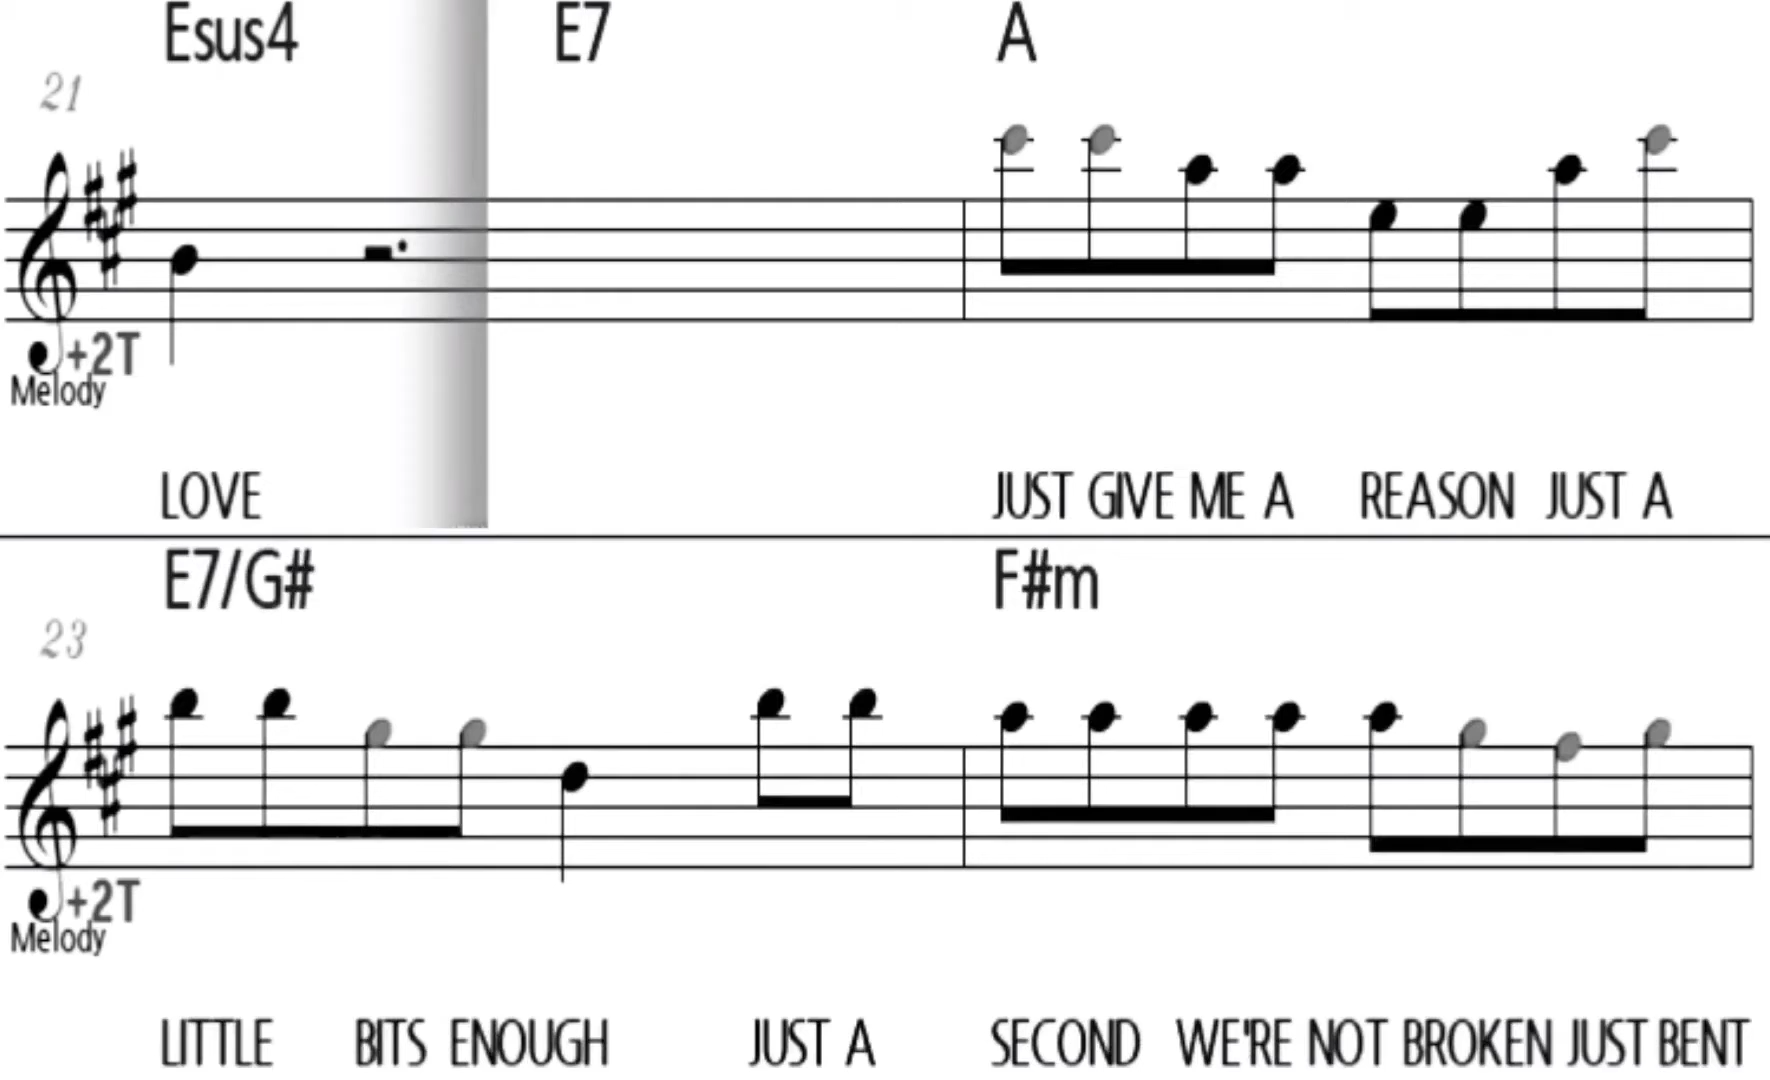 Esus4 E7 A
21
+2T
Melody
LOVE JUST GIVE ME A REASON JUST A
E7/G# F#m
23
+2T
Melody
LITTLE BITS ENOUGH JUST A SECOND WE'RE NOT BROKEN JUST BENT